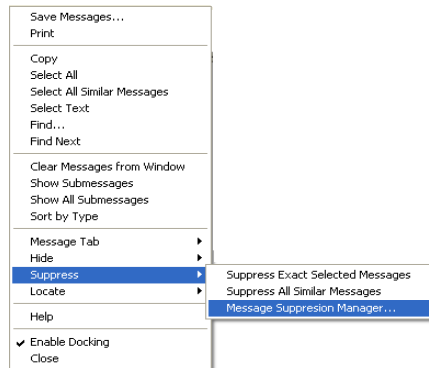 Save Messages...
Print
Copy
Select All
Select All Similar Messages
Select Text
Find...
Find Next
Clear Messages from Window
Show Submessages
Show All Submessages
Sort by Type
Message Tab
Hide
Suppress
Locate
Help
Enable Docking
Close
Suppress Exact Selected Messages
Suppress All Similar Messages
Message Suppresion Manager...